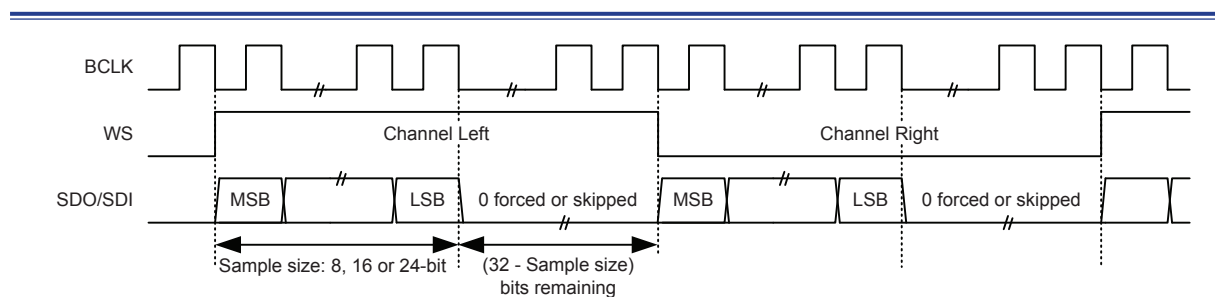 BCLK
WS
Channel Left
Channel Right
SDO/SDI
MSB
LSB
0 forced or skipped
MSB
LSB
0 forced or skipped
Sample size: 8, 16 or 24-bit
(32 - Sample size)
bits remaining